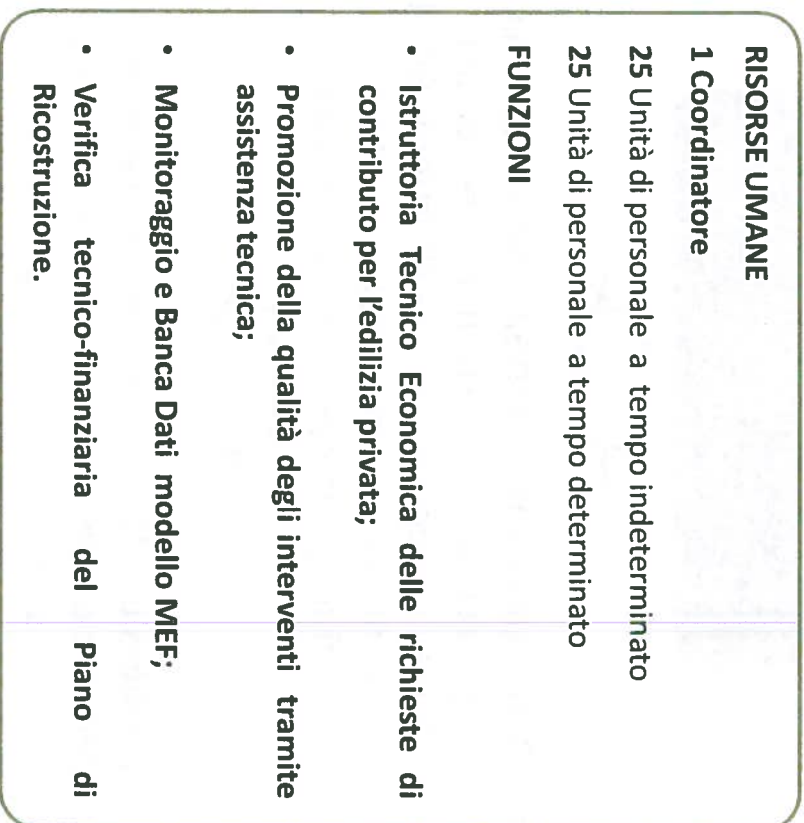 RISORSE UMANE
1 Coordinatore
25 Unità di personale a tempo indeterminato
25 Unità di personale a tempo determinato
FUNZIONI
• Istruttoria Tecnico Economica delle richieste di
contributo per l'edilizia privata;
• Promozione della qualità degli interventi tramite
assistenza tecnica;
• Monitoraggio e Banca Dati modello MEF;
• Verifica tecnico-finanziaria del Piano di
Ricostruzione.